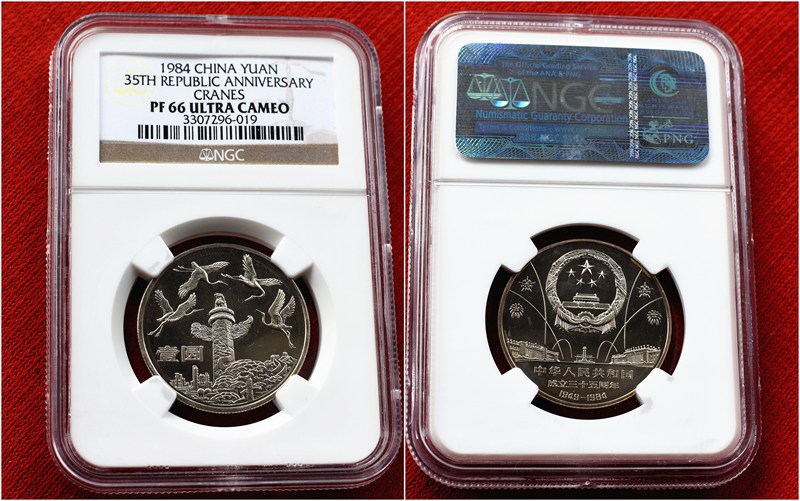 1984 CHINA YUAN
35TH REPUBLIC ANNIVERSARY
CRANES
PF 66 ULTRA CAMEO
3307296-019
NGC
壹圆
NGC
Numismatic Guaranty Corporation
PNG
中华人民共和国
成立三十五周年
1949-1984